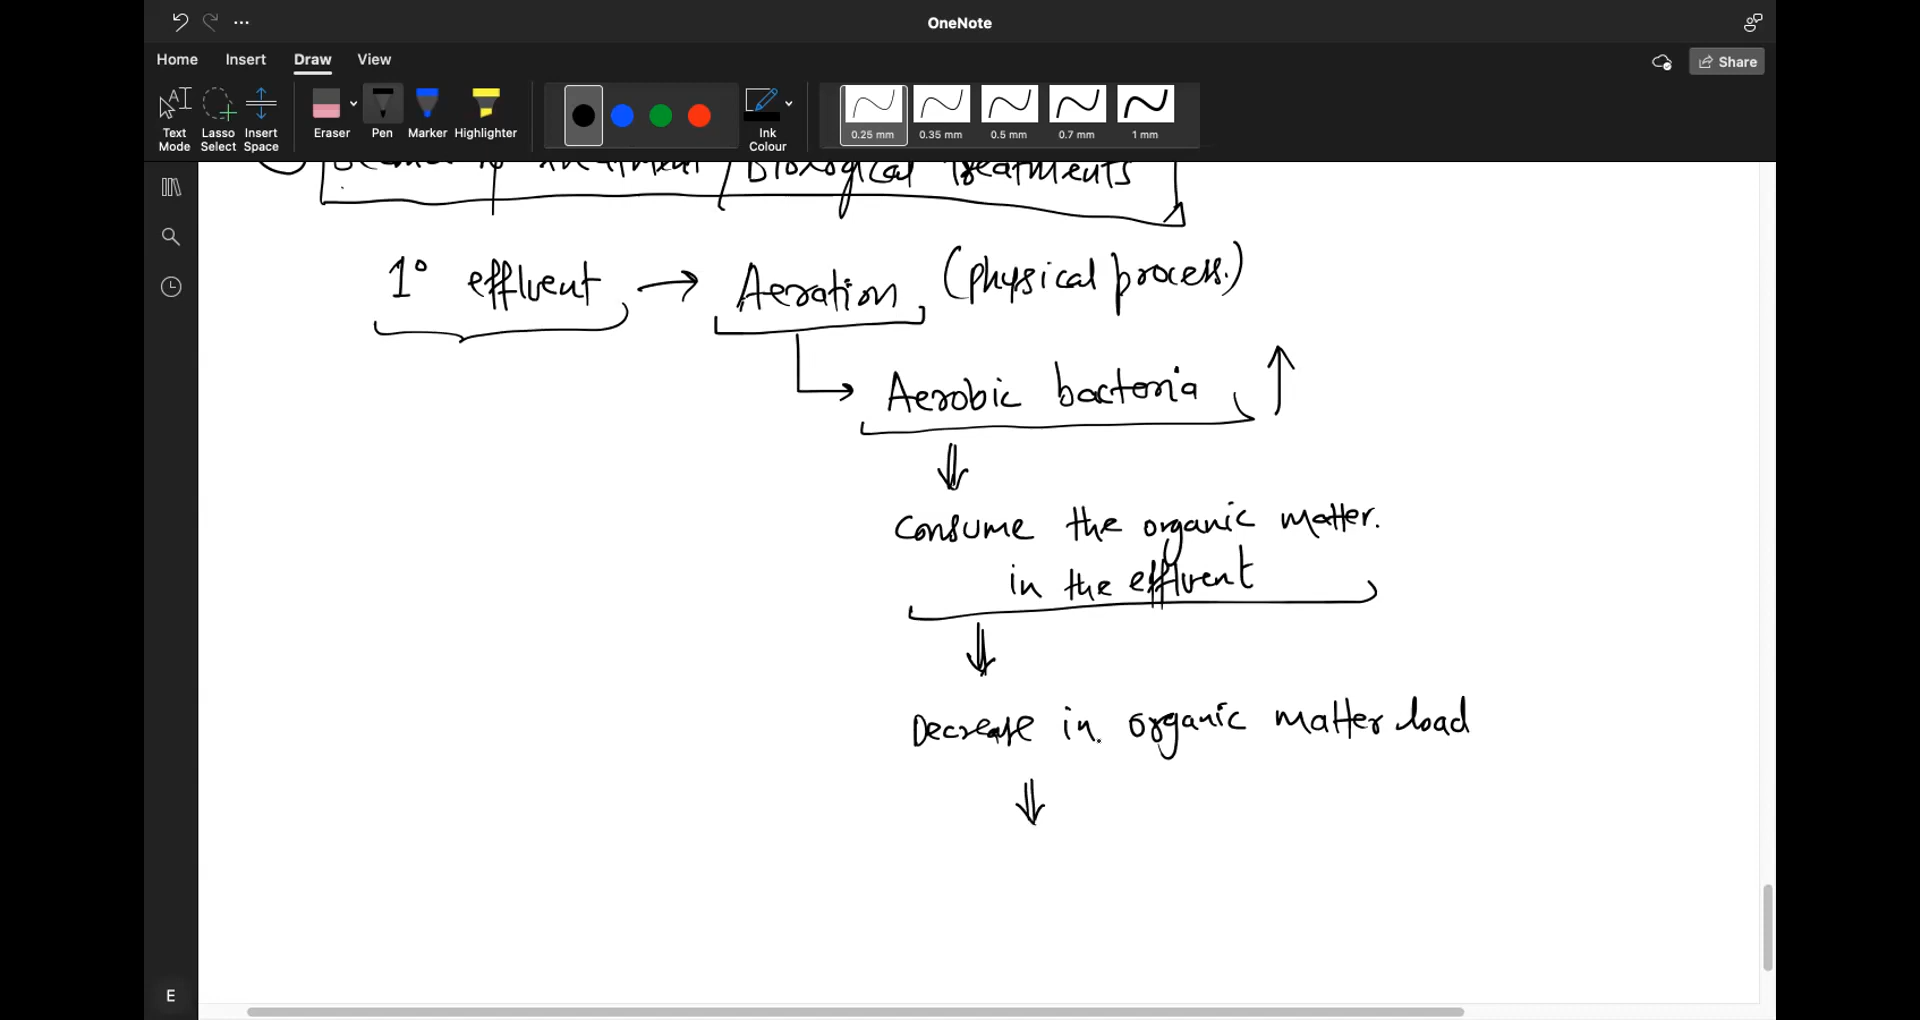 OneNote
Home Insert Draw View
Share
Text Mode
Lasso Select
Insert Space
Eraser
Pen
Marker
Highlighter
Ink Colour
0.25 mm
0.35 mm
0.5 mm
0.7 mm
1 mm
treatment / Biological Treatments
1° effluent → Aeration (physical process.)
Aerobic bacteria ↑
⇓
Consume the organic matter.
in the effluent
⇓
Decrease in. organic matter load
⇓
E